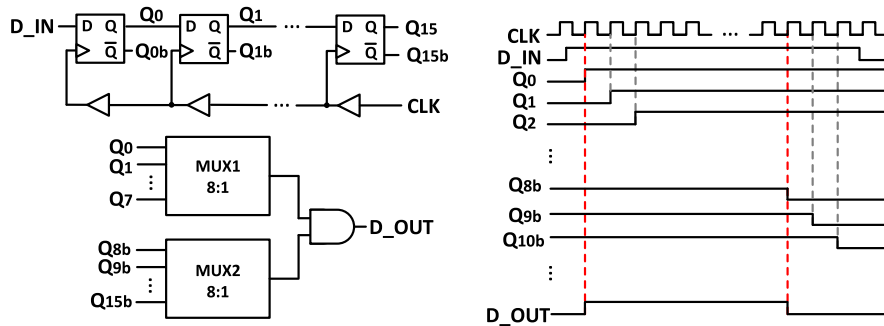 D_IN
D Q
Q̅
Q0
Q0b
D Q
Q̅
Q1
Q1b
...
D Q
Q̅
Q15
Q15b
...
CLK
Q0
Q1
...
Q7
MUX1
8:1
Q8b
Q9b
...
Q15b
MUX2
8:1
D_OUT
CLK
...
D_IN
Q0
Q1
Q2
...
Q8b
Q9b
Q10b
...
D_OUT